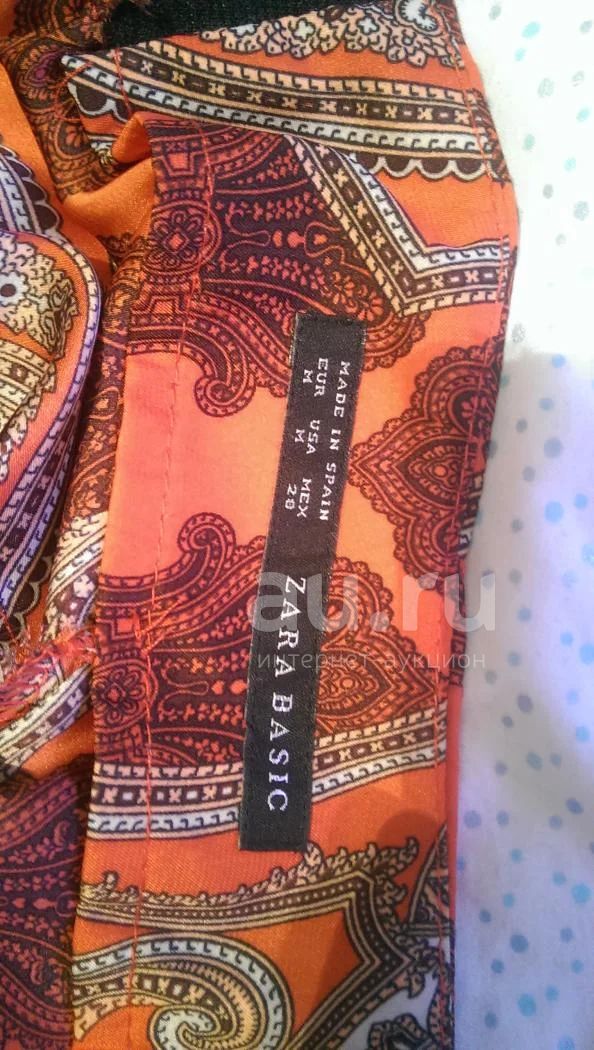 MADE IN SPAIN
EUR USA MEX
M M 28
ZARA BASIC
au.ru
интернет-аукцион